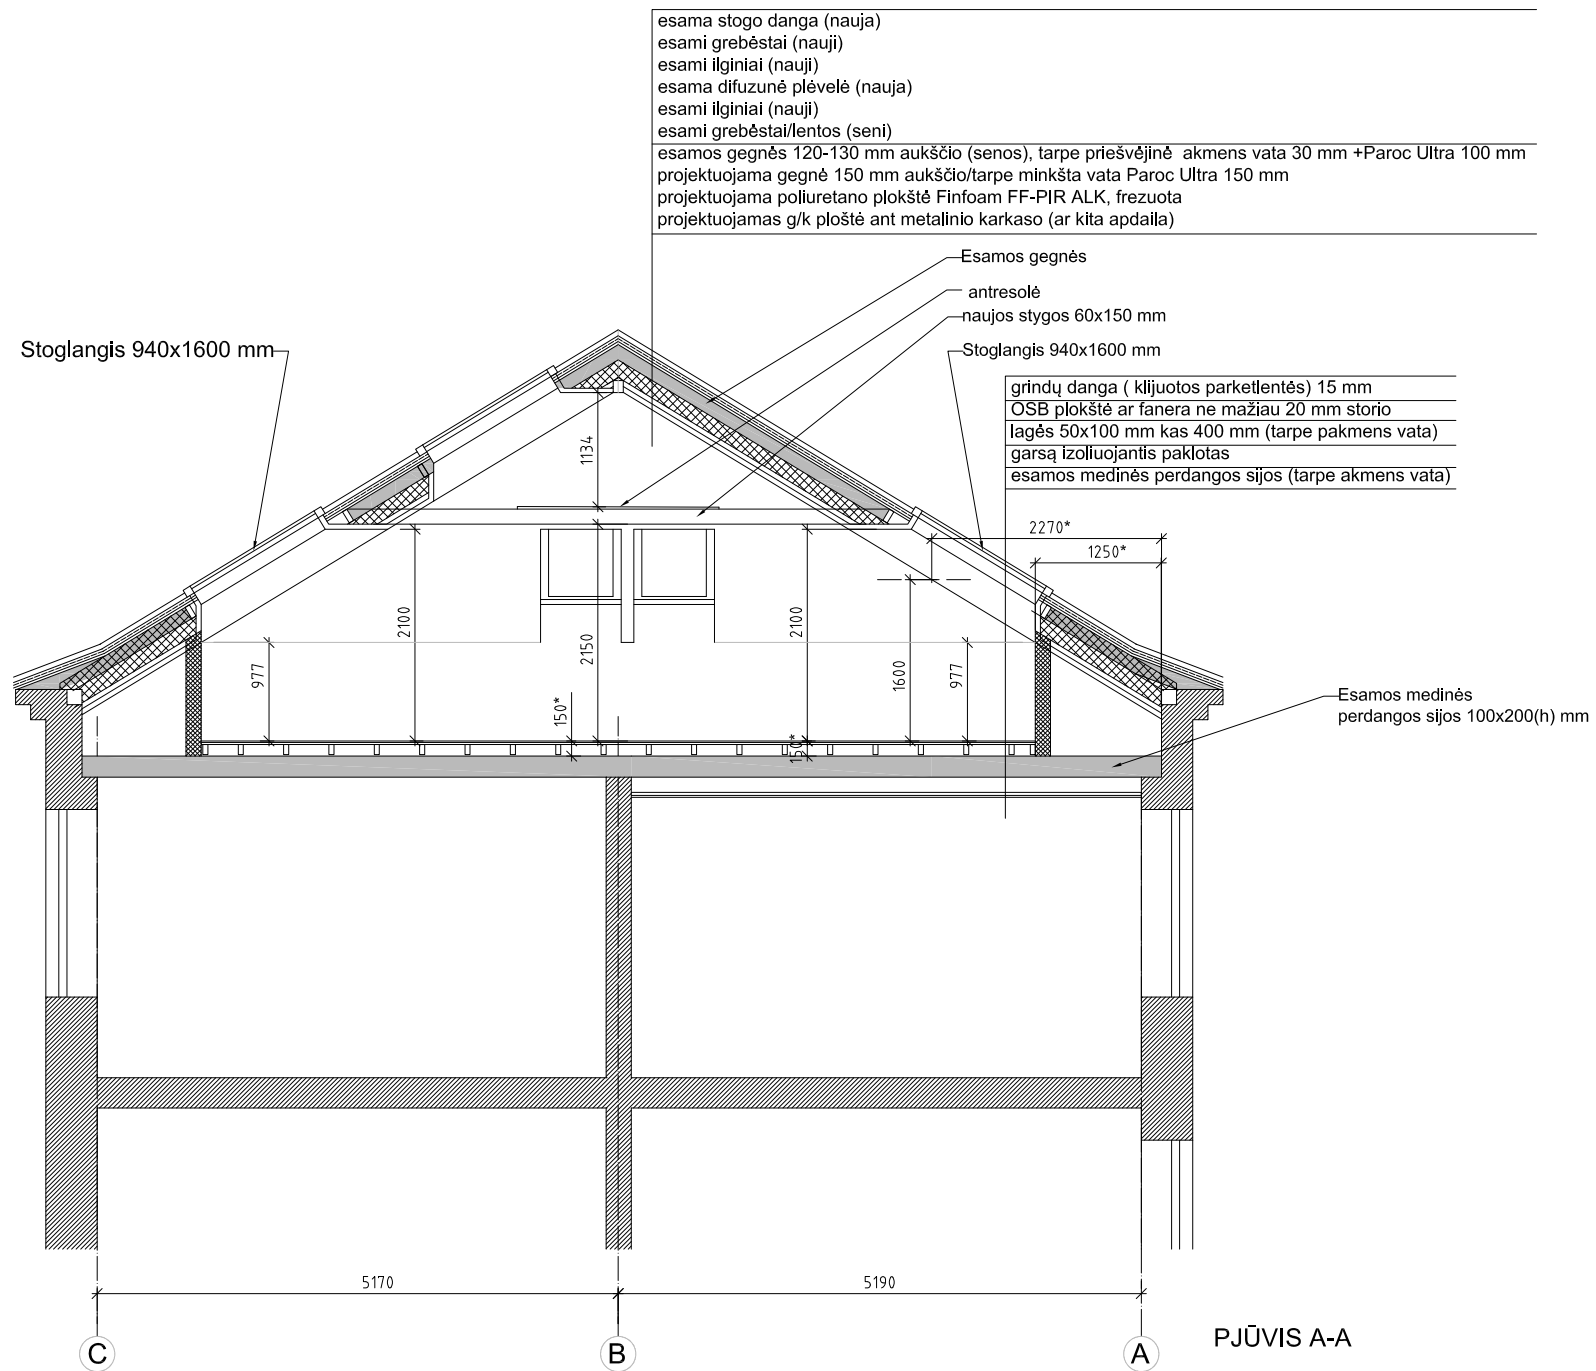 esama stogo danga (nauja)
esami grebėstai (nauji)
esami ilginiai (nauji)
esama difuzunė plėvelė (nauja)
esami ilginiai (nauji)
esami grebėstai/lentos (seni)
esamos gegnės 120-130 mm aukščio (senos), tarpe priešvėjinė akmens vata 30 mm +Paroc Ultra 100 mm
projektuojama gegnė 150 mm aukščio/tarpe minkšta vata Paroc Ultra 150 mm
projektuojama poliuretano plokštė Finfoam FF-PIR ALK, frezuota
projektuojamas g/k ploštė ant metalinio karkaso (ar kita apdaila)
Esamos gegnės
antresolė
naujos stygos 60x150 mm
Stoglangis 940x1600 mm
Stoglangis 940x1600 mm
grindų danga ( klijuotos parketlentės) 15 mm
OSB plokštė ar fanera ne mažiau 20 mm storio
lagės 50x100 mm kas 400 mm (tarpe pakmens vata)
garsą izoliuojantis paklotas
esamos medinės perdangos sijos (tarpe akmens vata)
1134
2270*
1250*
2100
2150
2100
977
1600
977
150*
150*
Esamos medinės
perdangos sijos 100x200(h) mm
5170
5190
C
B
A
PJŪVIS A-A